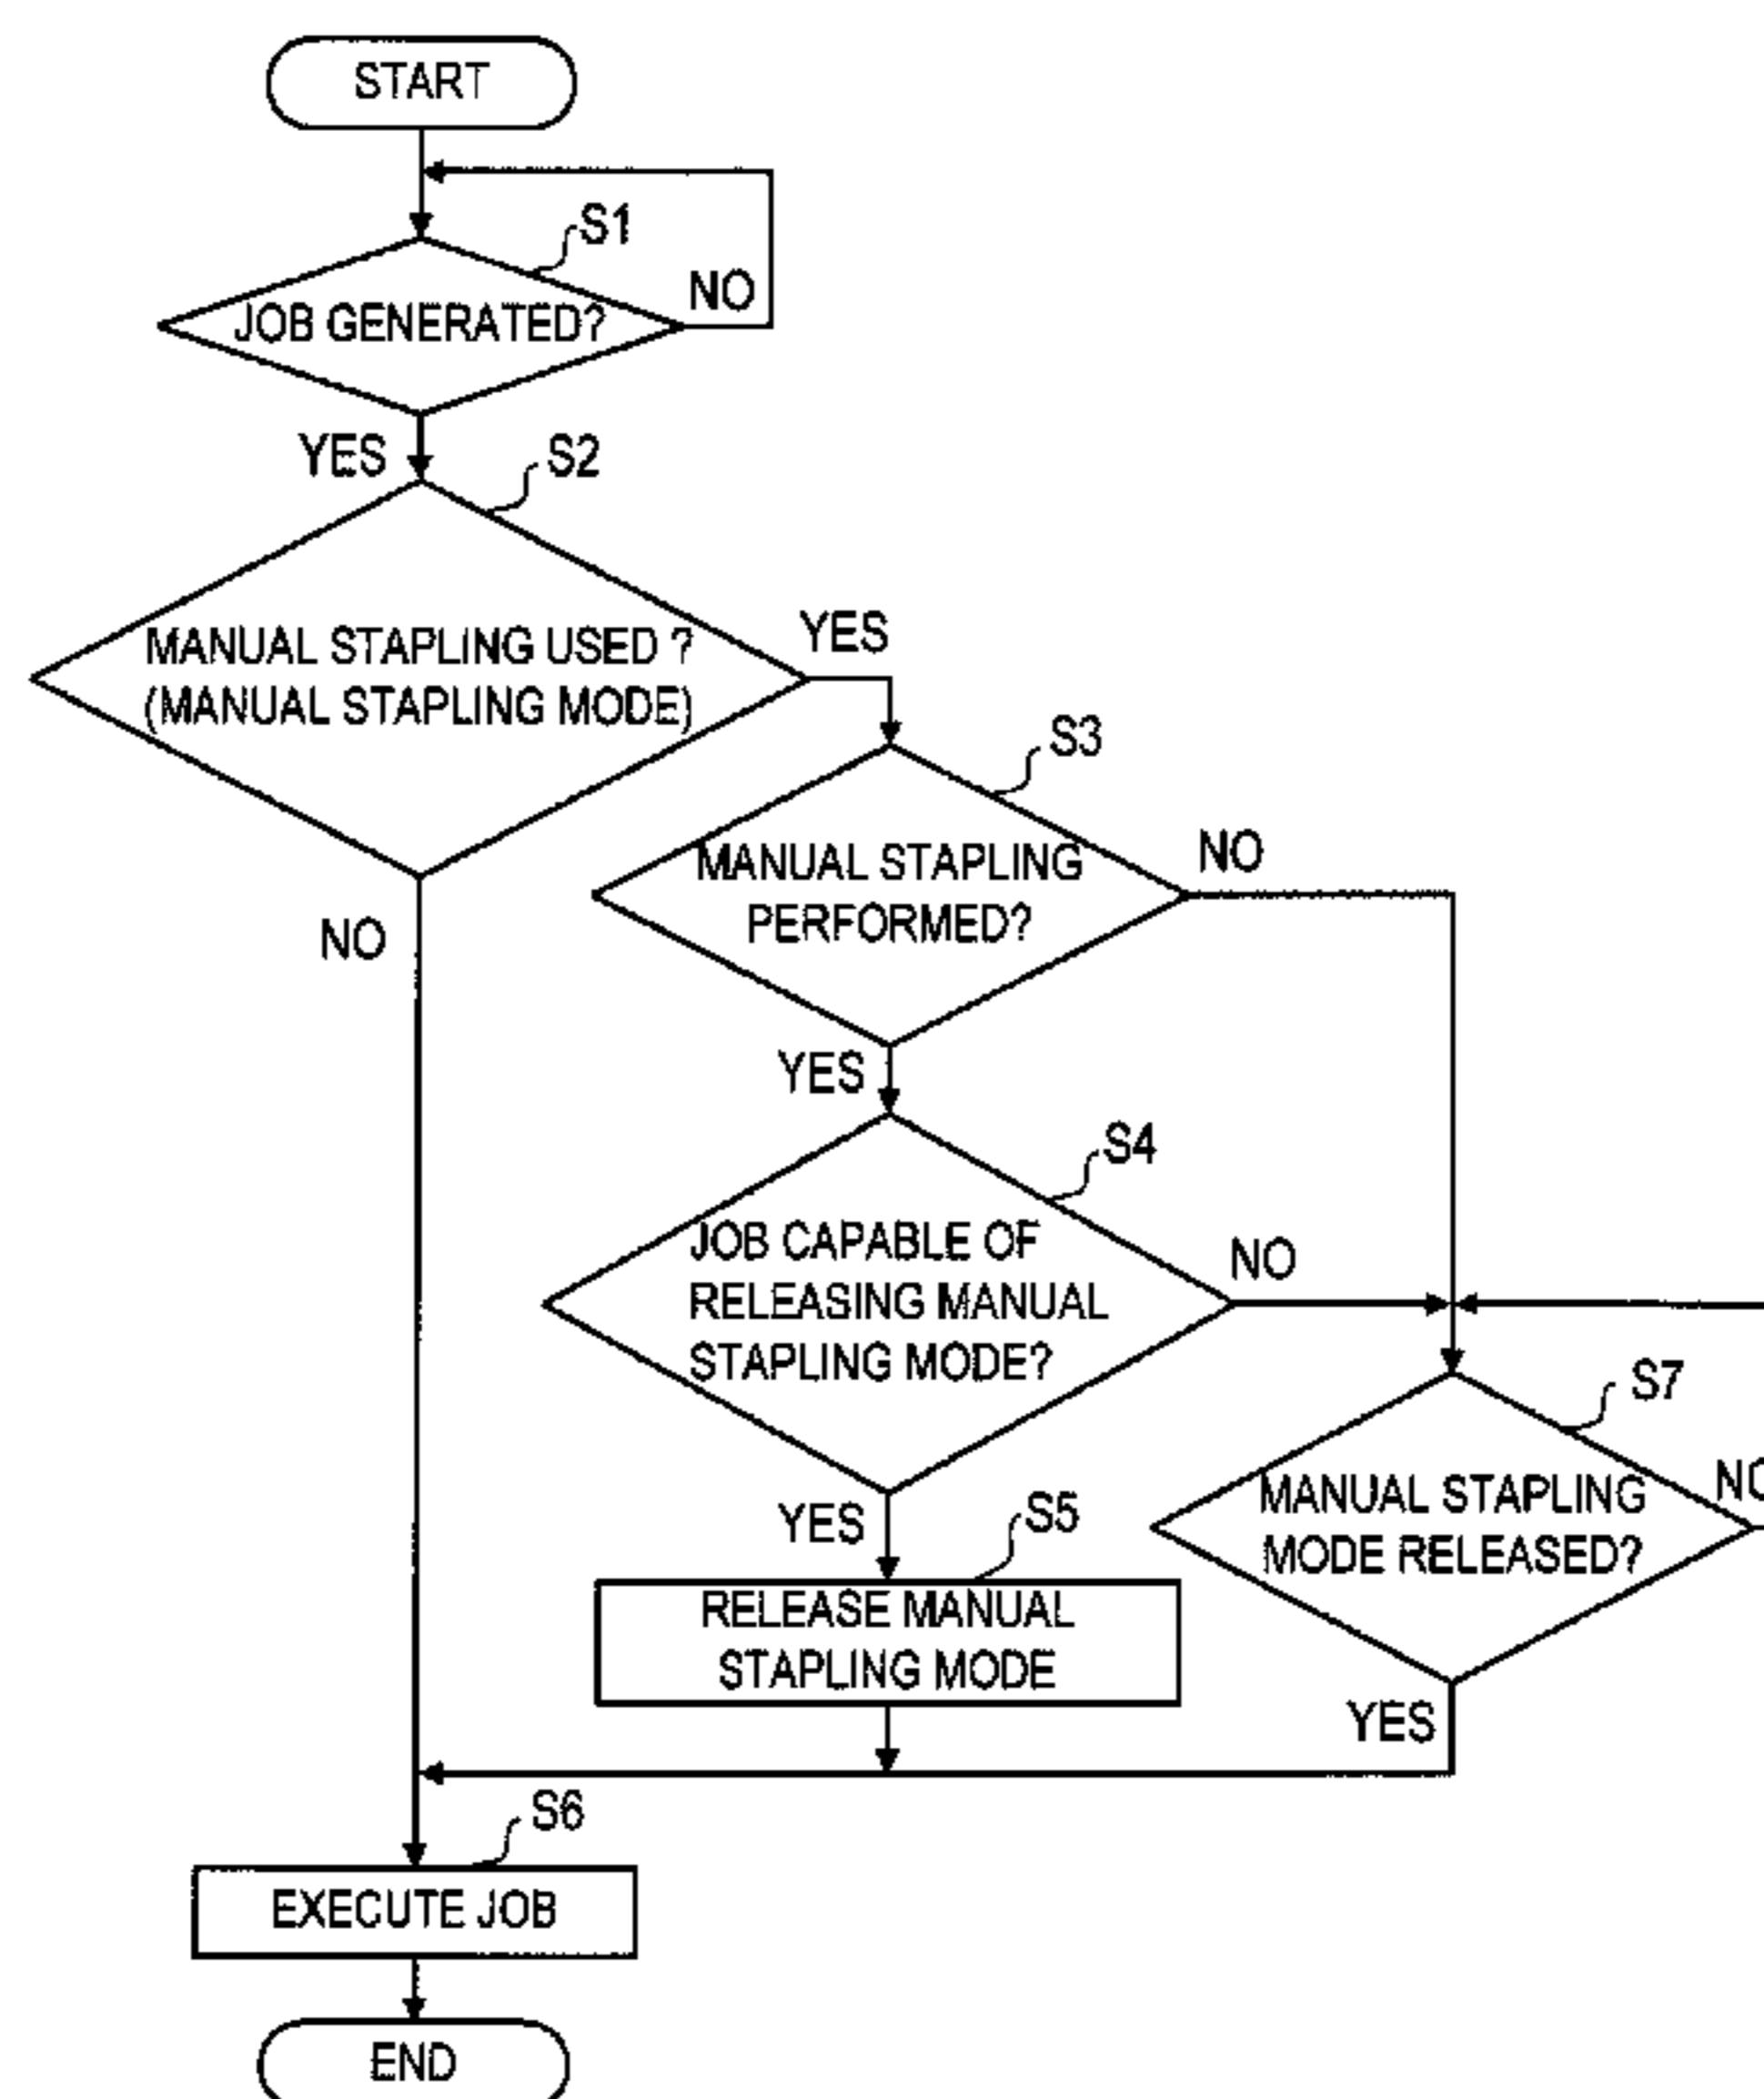 START
S1
JOB GENERATED?
NO
YES
S2
MANUAL STAPLING USED ?
(MANUAL STAPLING MODE)
YES
NO
S3
MANUAL STAPLING
PERFORMED?
NO
YES
S4
JOB CAPABLE OF
RELEASING MANUAL
STAPLING MODE?
NO
YES
S5
RELEASE MANUAL
STAPLING MODE
S7
MANUAL STAPLING
MODE RELEASED?
NO
YES
S6
EXECUTE JOB
END